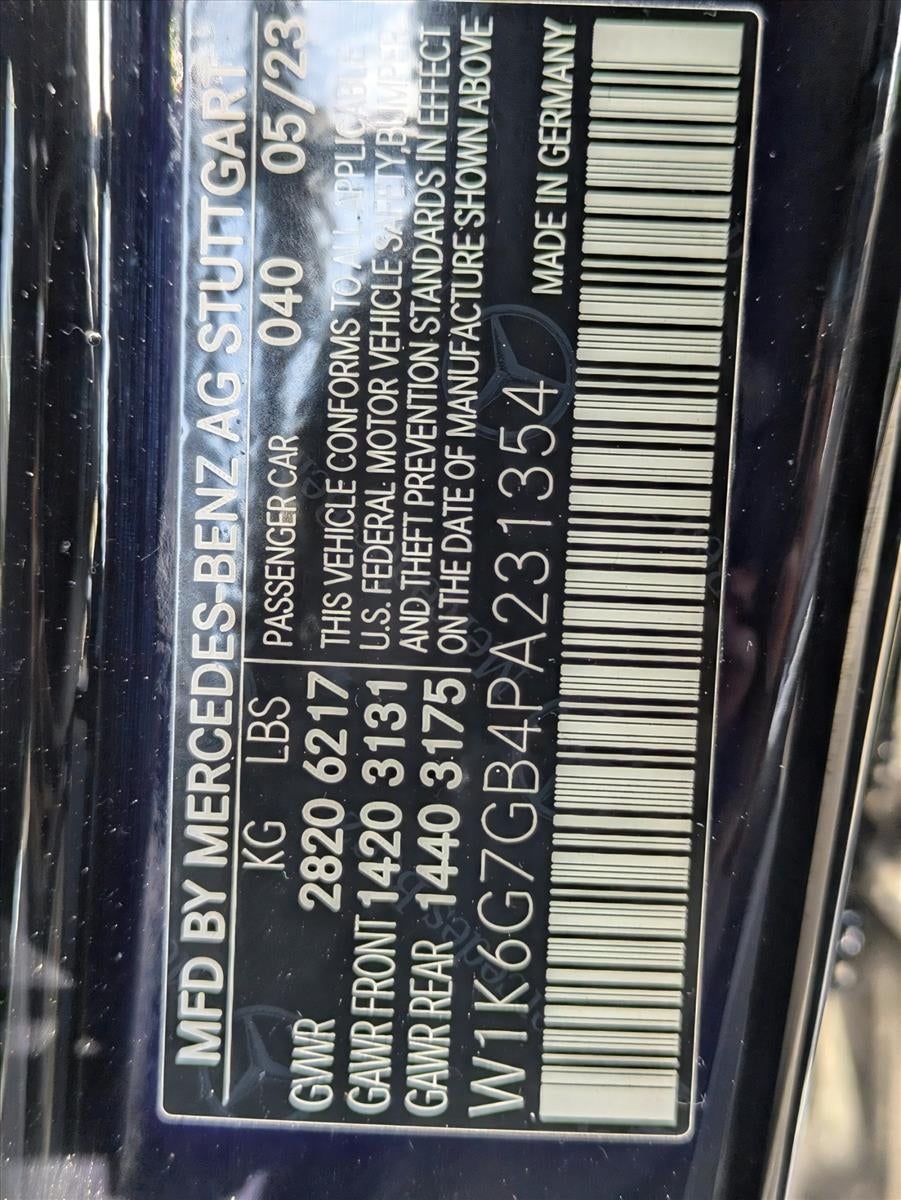 MFD BY MERCEDES-BENZ AG STUTTGART
KG LBS PASSENGER CAR 040 05/23
GVWR 2820 6217 THIS VEHICLE CONFORMS TO ALL APPLICABLE
GAWR FRONT 1420 3131 U.S. FEDERAL MOTOR VEHICLE SAFETY,BUMPER
GAWR REAR 1440 3175 AND THEFT PREVENTION STANDARDS IN EFFECT
ON THE DATE OF MANUFACTURE SHOWN ABOVE
W1K6G7GB4PA231354 MADE IN GERMANY